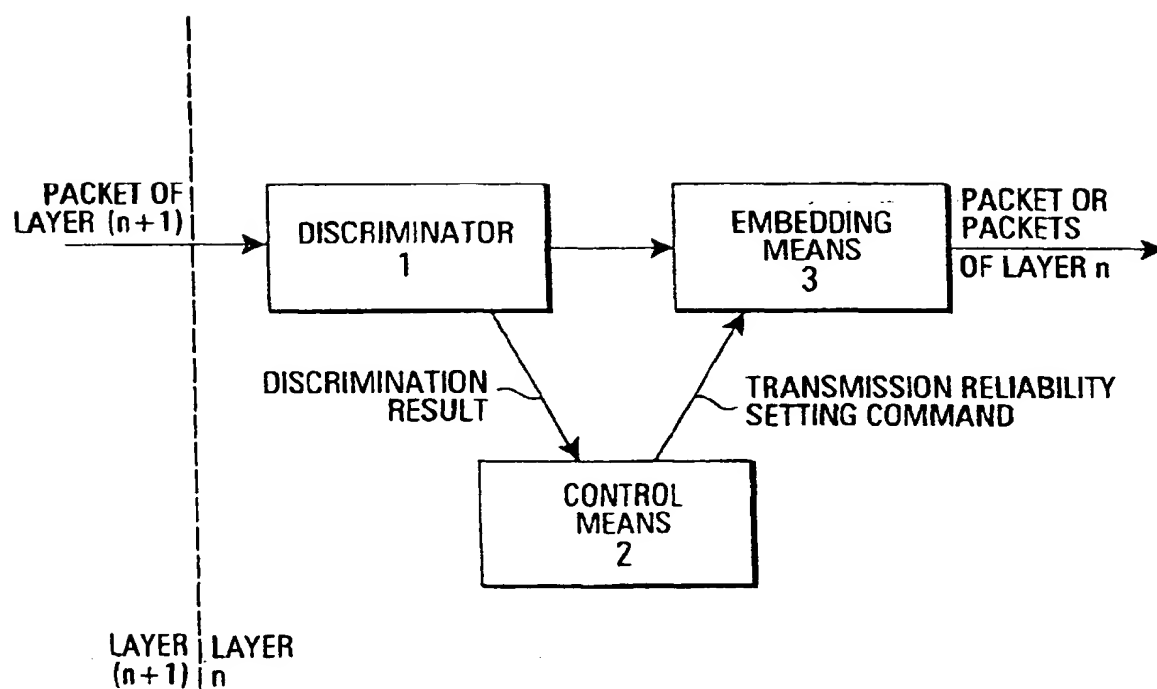 PACKET OF
LAYER (n+1)
DISCRIMINATOR
1
EMBEDDING
MEANS
3
PACKET OR
PACKETS
OF LAYER n
DISCRIMINATION
RESULT
TRANSMISSION RELIABILITY
SETTING COMMAND
CONTROL
MEANS
2
LAYER
(n+1)
LAYER
n